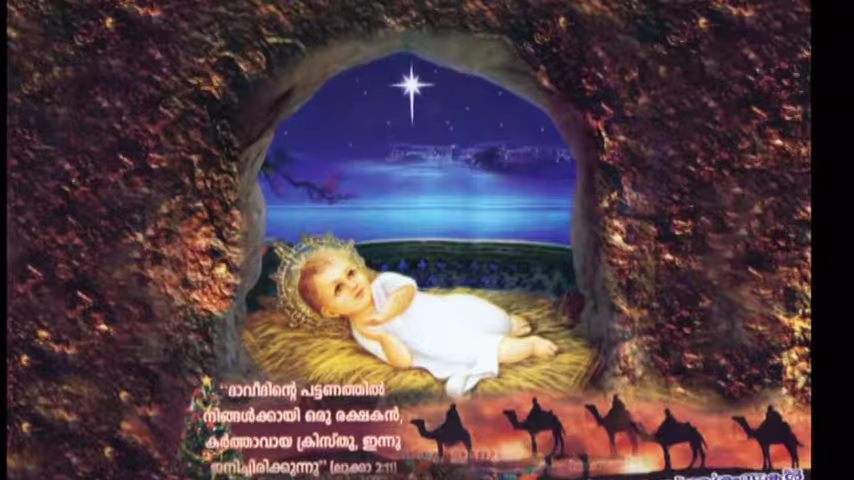 “ദാവീദിന്റെ പട്ടണത്തിൽ
നിങ്ങൾക്കായി ഒരു രക്ഷകൻ,
കർത്താവായ ക്രിസ്തു, ഇന്നു
ജനിച്ചിരിക്കുന്നു” (ലൂക്കാ 2:11)